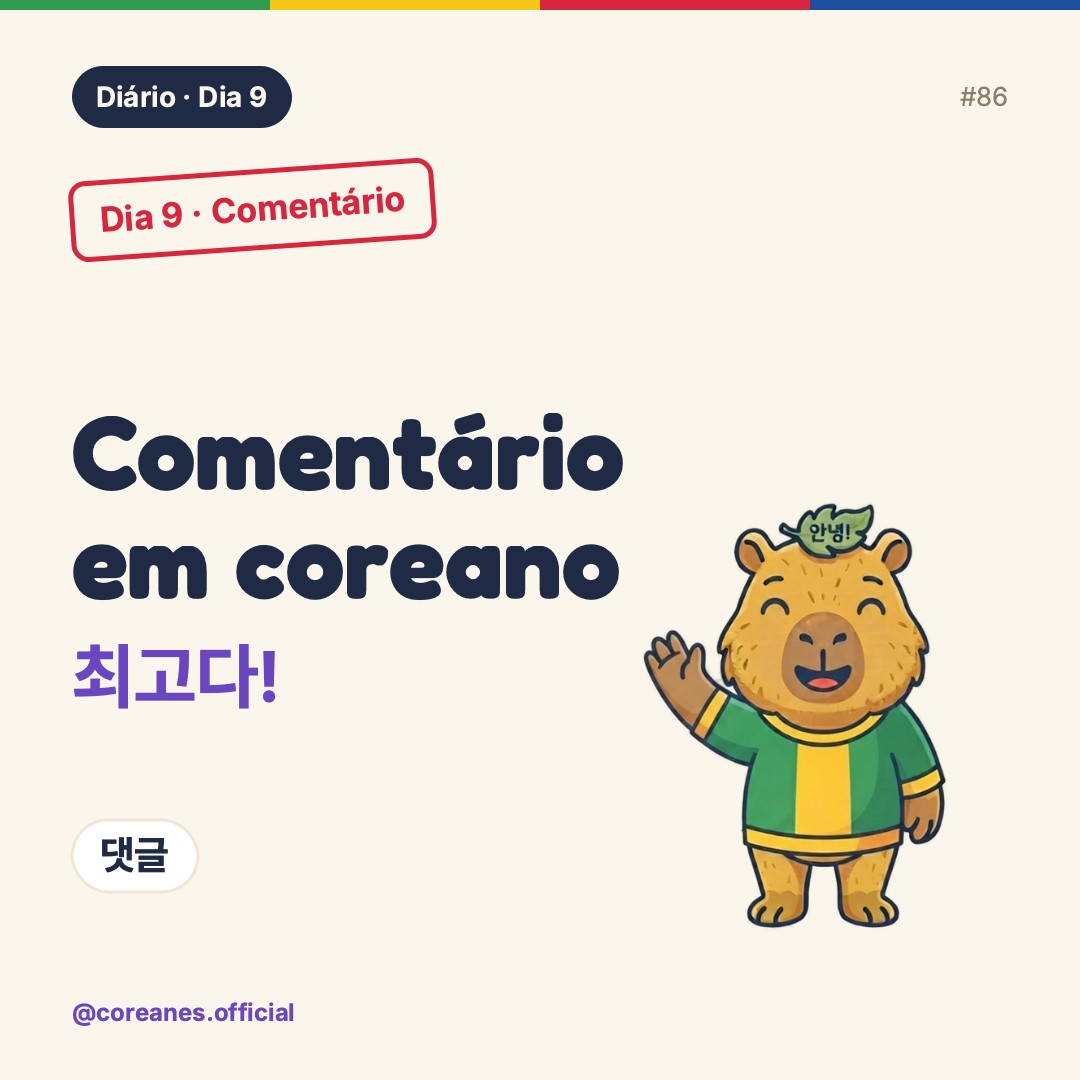 Diário · Dia 9
#86
Dia 9 · Comentário
Comentário
em coreano
최고다!
안녕!
댓글
@coreanes.official